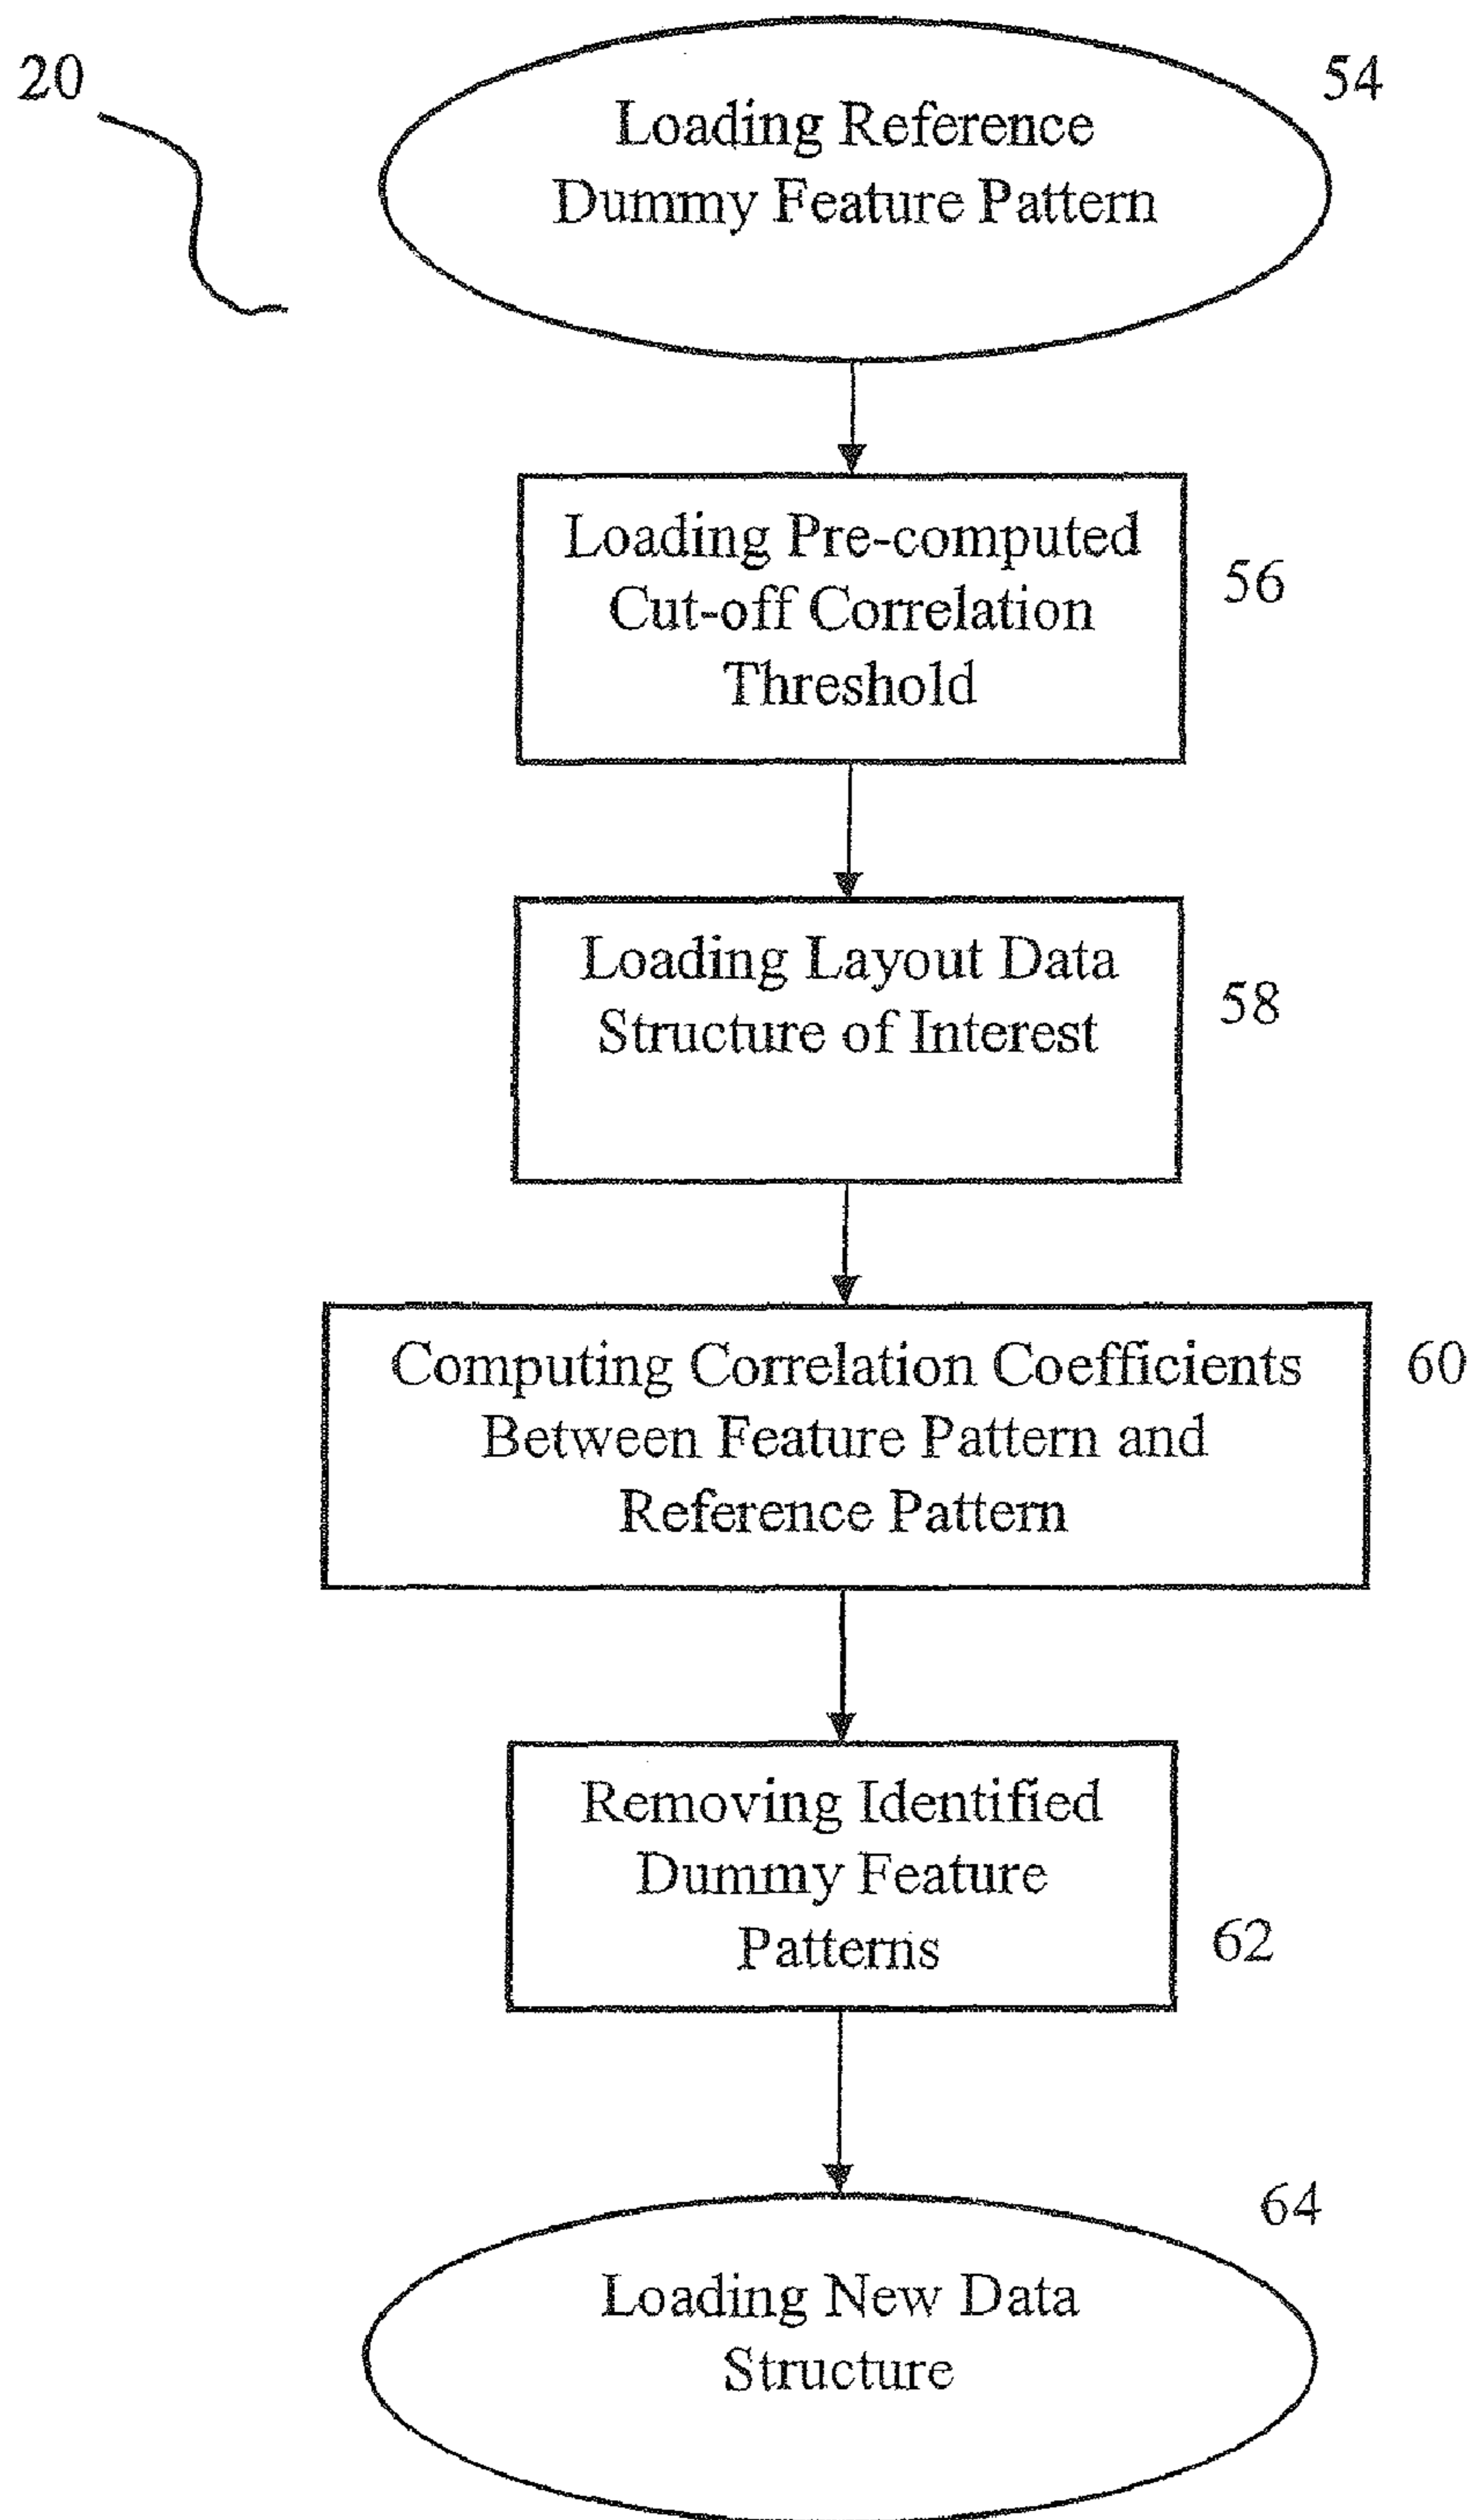 20
54
Loading Reference
Dummy Feature Pattern
Loading Pre-computed
Cut-off Correlation
Threshold
56
Loading Layout Data
Structure of Interest
58
Computing Correlation Coefficients
Between Feature Pattern and
Reference Pattern
60
Removing Identified
Dummy Feature
Patterns
62
64
Loading New Data
Structure